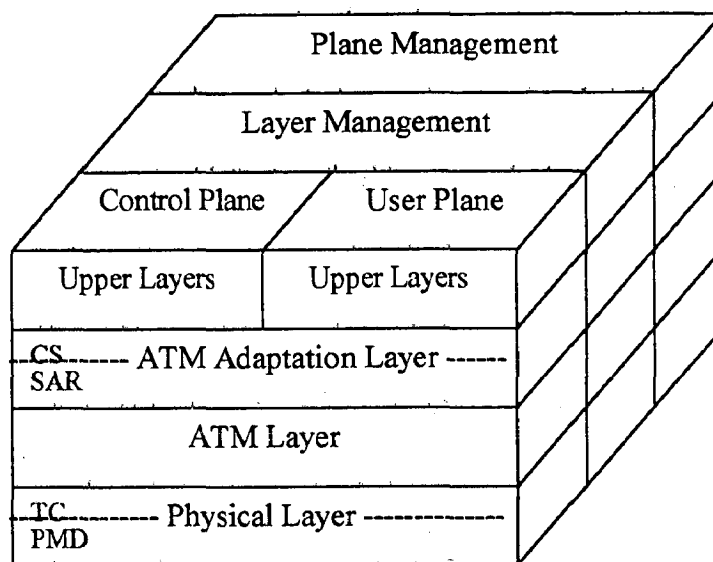 Plane Management
Layer Management
Control Plane User Plane
Upper Layers Upper Layers
CS ATM Adaptation Layer
SAR
ATM Layer
TC Physical Layer
PMD